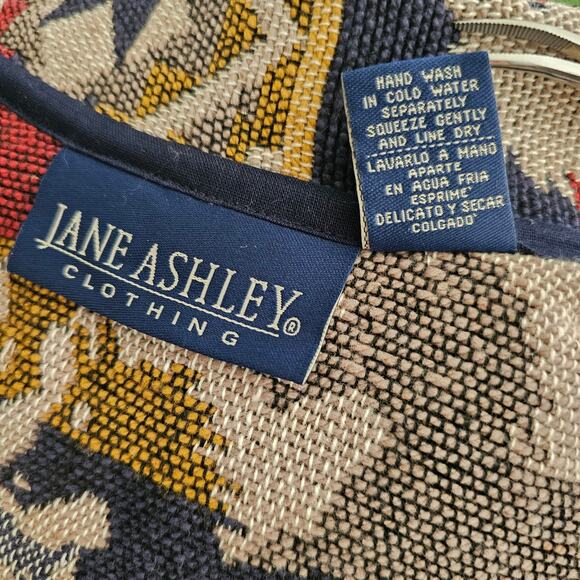 JANE ASHLEY®
CLOTHING
HAND WASH
IN COLD WATER
SEPARATELY
SQUEEZE GENTLY
AND LINE DRY
LAVARLO A MANO
APARTE
EN AGUA FRIA
ESPRIME'
DELICATO Y SECAR
COLGADO'